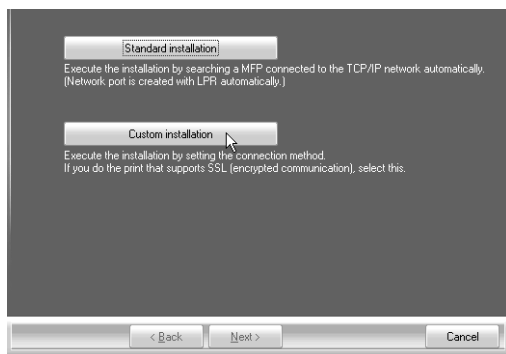 Standard installation
Execute the installation by searching a MFP connected to the TCP/IP network automatically.
(Network port is created with LPR automatically.)
Custom installation
Execute the installation by setting the connection method.
If you do the print that supports SSL (encrypted communication), select this.
< Back Next > Cancel